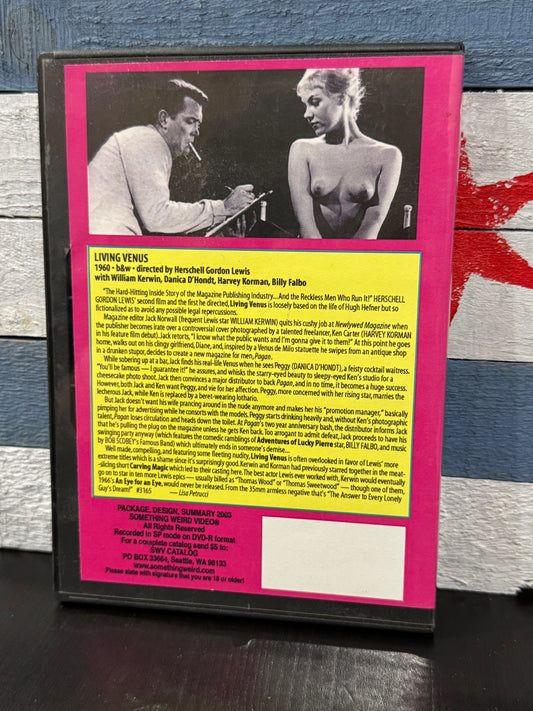 LIVING VENUS
1960 • b&w • directed by Herschell Gordon Lewis
with William Kerwin, Danica D'Hondt, Harvey Korman, Billy Falbo
"The Hard-Hitting Inside Story of the Magazine Publishing Industry... And the Reckless Men Who Run It!" HERSCHELL
GORDON LEWIS' second film and the first he directed, Living Venus is loosely based on the life of Hugh Hefner but so
fictionalized as to avoid any possible legal repercussions.
Magazine editor Jack Norwall (frequent Lewis star WILLIAM KERWIN) quits his cushy job at Newlywed Magazine when
the publisher becomes irate over a controversial cover photographed by talented freelancer, Ken Carter (HARVEY KORMAN
in his feature film debut). Jack retorts, "I know what the public wants and I'm gonna give it to them!" At this point he goes
home, walks out on his clingy girlfriend, Diane, and, inspired by a Venus de Milo statuette he swipes from an antique shop
in a drunken stupor, decides to create a new magazine for men, Pagan.
While sobering up at a bar, Jack finds his real-life Venus when he sees Peggy (DANICA D'HONDT), a feisty cocktail waitress.
"You'll be famous — I guarantee it!" he assures, and whisks the starry-eyed beauty to sleepy-eyed Ken's studio for a
cheesecake photo shoot. Jack then convinces a major distributor to back Pagan, and in no time, it becomes a huge success.
However, both Jack and Ken want Peggy, and vie for her affection. Peggy, more concerned with her rising star, marries the
lecherous Jack, while Ken is replaced by a beret-wearing lothario.
But Jack doesn't want his wife prancing around in the nude anymore and makes her his "promotion manager," basically
pimping her for advertising while he consorts with the models. Peggy starts drinking heavily and, without Ken's photographic
talent, Pagan loses circulation and heads down the toilet. At Pagan's two year anniversary bash, the distributor informs Jack
that he's pulling the plug on the magazine unless he gets Ken back. Too arrogant to admit defeat, Jack proceeds to have his
swinging party anyway (which features the comedic ramblings of Adventures of Lucky Pierre star, BILLY FALBO, and music
by BOB SCOBEY's Famous Band) which ultimately ends in someone's demise...
Well made, compelling, and featuring some fleeting nudity, Living Venus is often overlooked in favor of Lewis' more
extreme titles which is a shame since it's surprisingly good. Kerwin and Korman had previously starred together in the meat-
-slicing short Carving Magic which led to their casting here. The best actor Lewis ever worked with, Kerwin would eventually
go on to star in ten more Lewis epics — usually billed as "Thomas Wood" or "Thomas Sweetwood" — though one of them,
1966's An Eye for an Eye, would never be released. From the 35mm armless negative that's "The Answer to Every Lonely
Guy's Dream!" #3165 — Lisa Petrucci
PACKAGE, DESIGN, SUMMARY 2003
SOMETHING WEIRD VIDEO®
All Rights Reserved
Recorded in SP mode on DVD-R format
For a complete catalog send $5 to:
SWV CATALOG
PO BOX 33664, Seattle, WA 98133
www.somethingweird.com
Please state with signature that you are 18 or older!